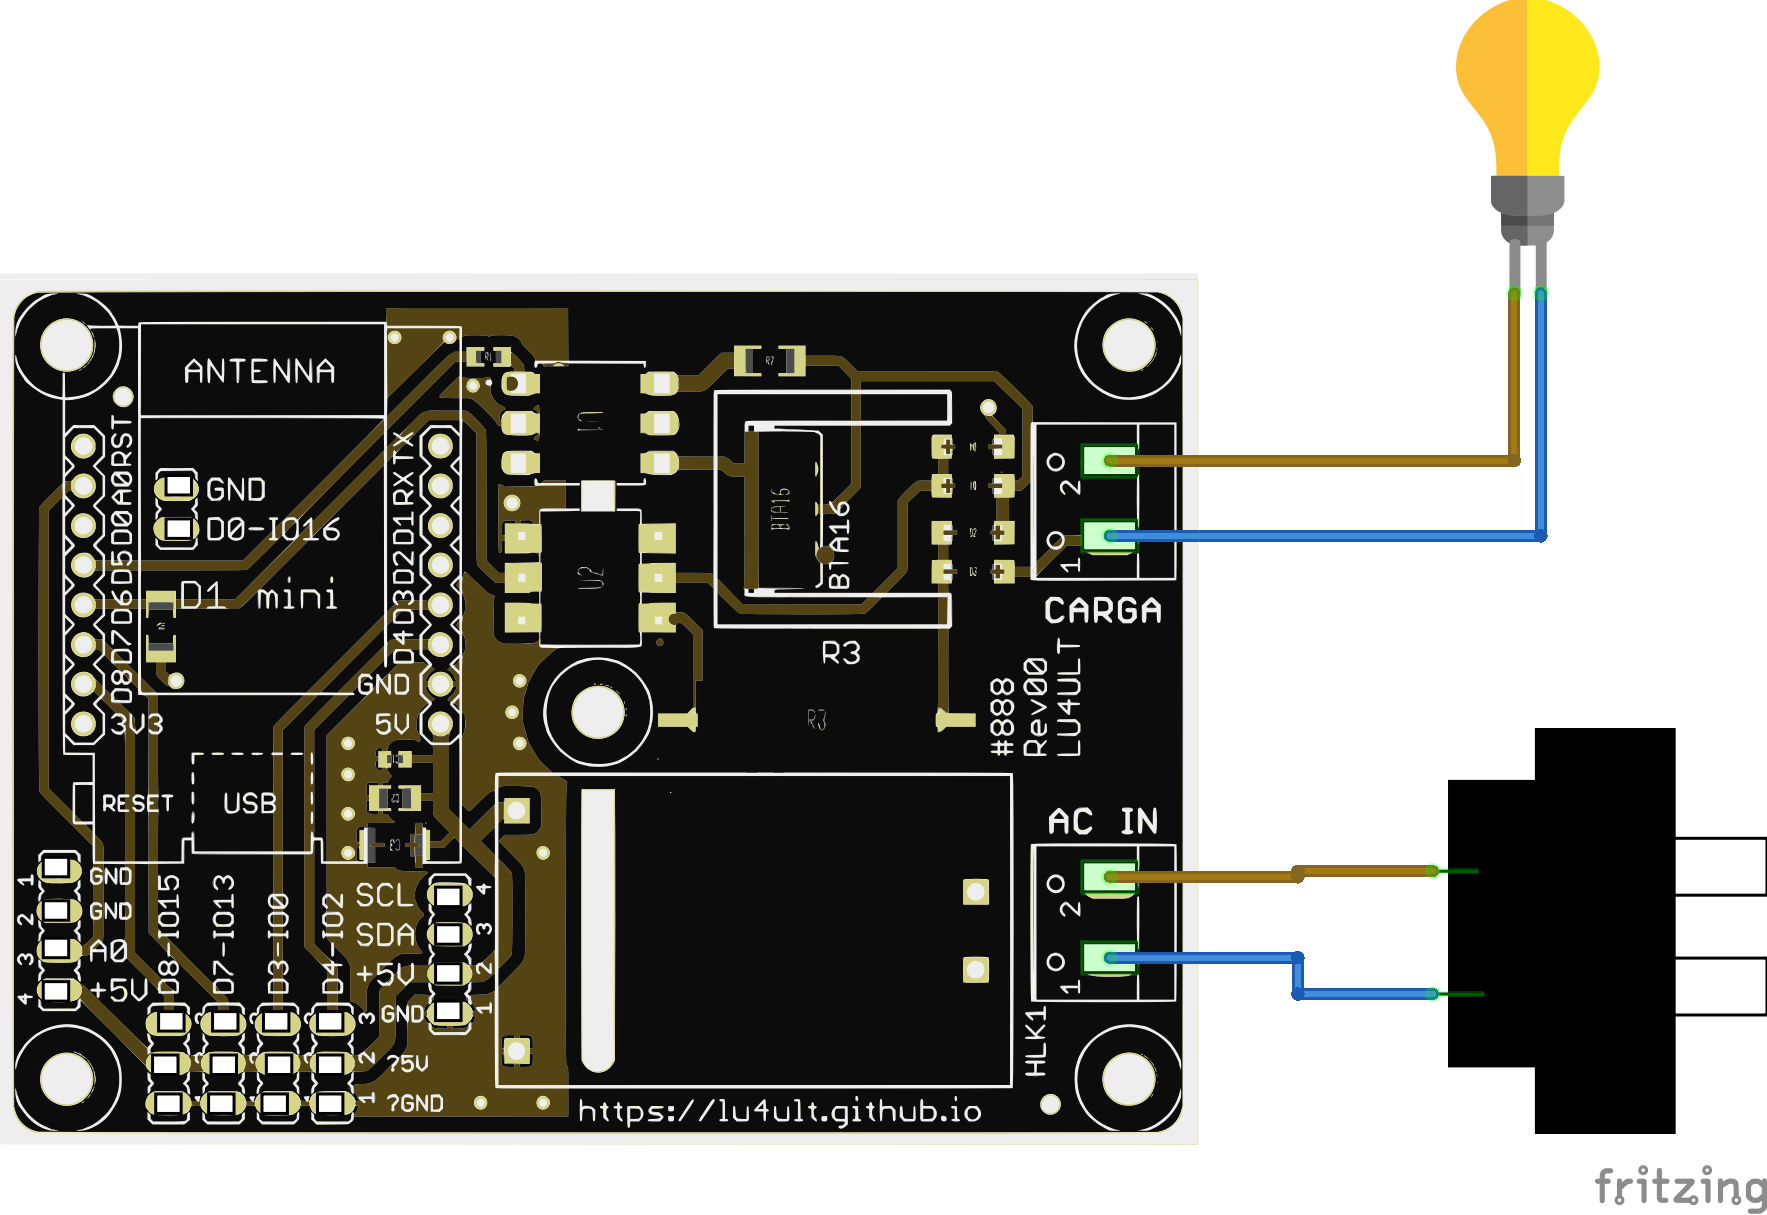 ANTENNA
R1
R7
U1
RST
A0
D0
D5
D6
D7
D8
3V3
TX
RX
D1
D2
D3
D4
GND
5V
GND
D0-IO16
D1 mini
U2
BTA16
BTA16
R3
R3
2
1
CARGA
#888
Rev00
LU4ULT
RESET
USB
AC IN
2
1
HLK1
1
2
3
4
GND
GND
A0
+5V
D8-IO15
D7-IO13
D3-IO0
D4-IO2
SCL
SDA
+5V
GND
4
3
2
1
3
2
1
?5V
?GND
https://lu4ult.github.io
fritzing